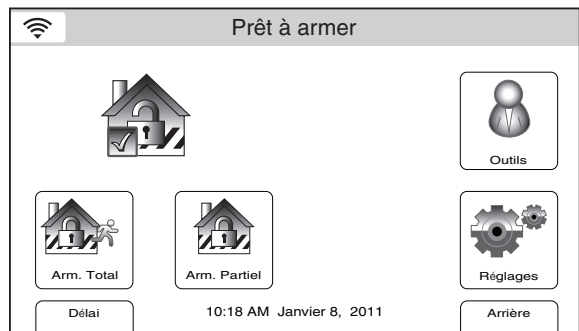 Prêt à armer
Outils
Arm. Total
Arm. Partiel
Réglages
Délai
10:18 AM Janvier 8, 2011
Arrière